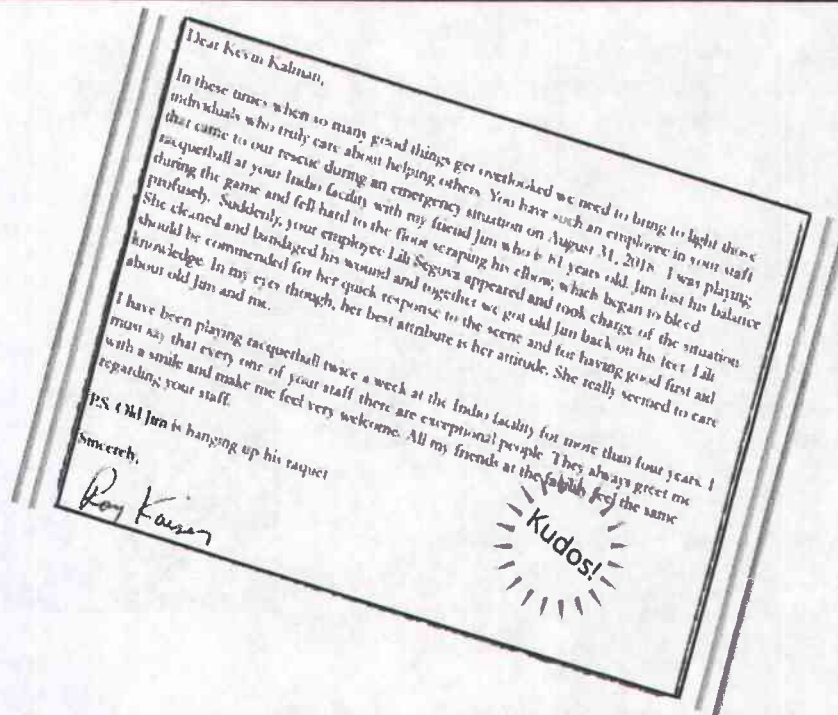 Dear Kevin Kalman,
In these times when so many good things get overlooked we need to bring to light those
individuals who truly care about helping others. You have such an employee in your staff
that came to our rescue during an emergency situation on August 31, 2018. I was playing
racquetball at your Indio facility with my friend Jim who is 81 years old. Jim lost his balance
during the game and fell hard to the floor scraping his elbow, which began to bleed
profusely. Suddenly, your employee Lili Segova appeared and took charge of the situation
She cleaned and bandaged his wound and together we got old Jim back on his feet. Lili
should be commended for her quick response to the scene and for having good first aid
knowledge. In my eyes though, her best attribute is her attitude. She really seemed to care
about old Jim and me.
I have been playing racquetball twice a week at the Indio facility for more than four years. I
must say that every one of your staff there are exceptional people. They always greet me
with a smile and make me feel very welcome. All my friends at the facility feel the same
regarding your staff.
P.S. Old Jim is hanging up his raquet
Sincerely,
Roy
Kudos!